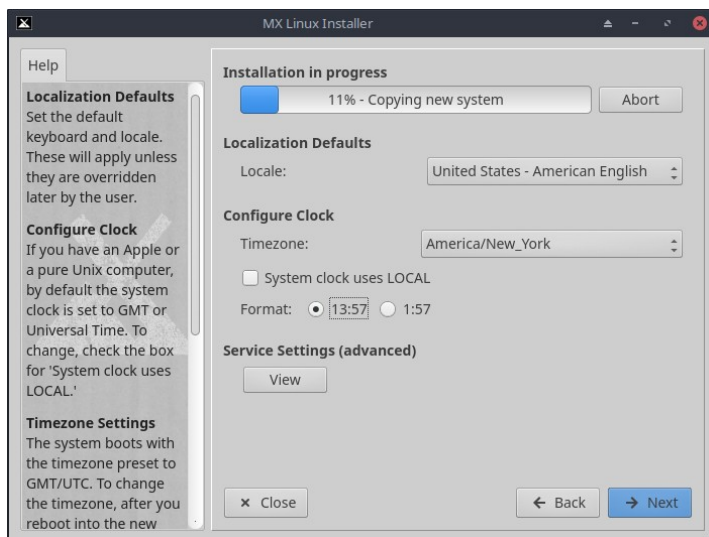 MX Linux Installer
Help
Localization Defaults
Set the default
keyboard and locale.
These will apply unless
they are overridden
later by the user.
Configure Clock
If you have an Apple or
a pure Unix computer,
by default the system
clock is set to GMT or
Universal Time. To
change, check the box
for 'System clock uses
LOCAL.'
Timezone Settings
The system boots with
the timezone preset to
GMT/UTC. To change
the timezone, after you
reboot into the new
Installation in progress
11% - Copying new system
Abort
Localization Defaults
Locale: United States - American English
Configure Clock
Timezone: America/New_York
System clock uses LOCAL
Format: 13:57 1:57
Service Settings (advanced)
View
Close Back Next